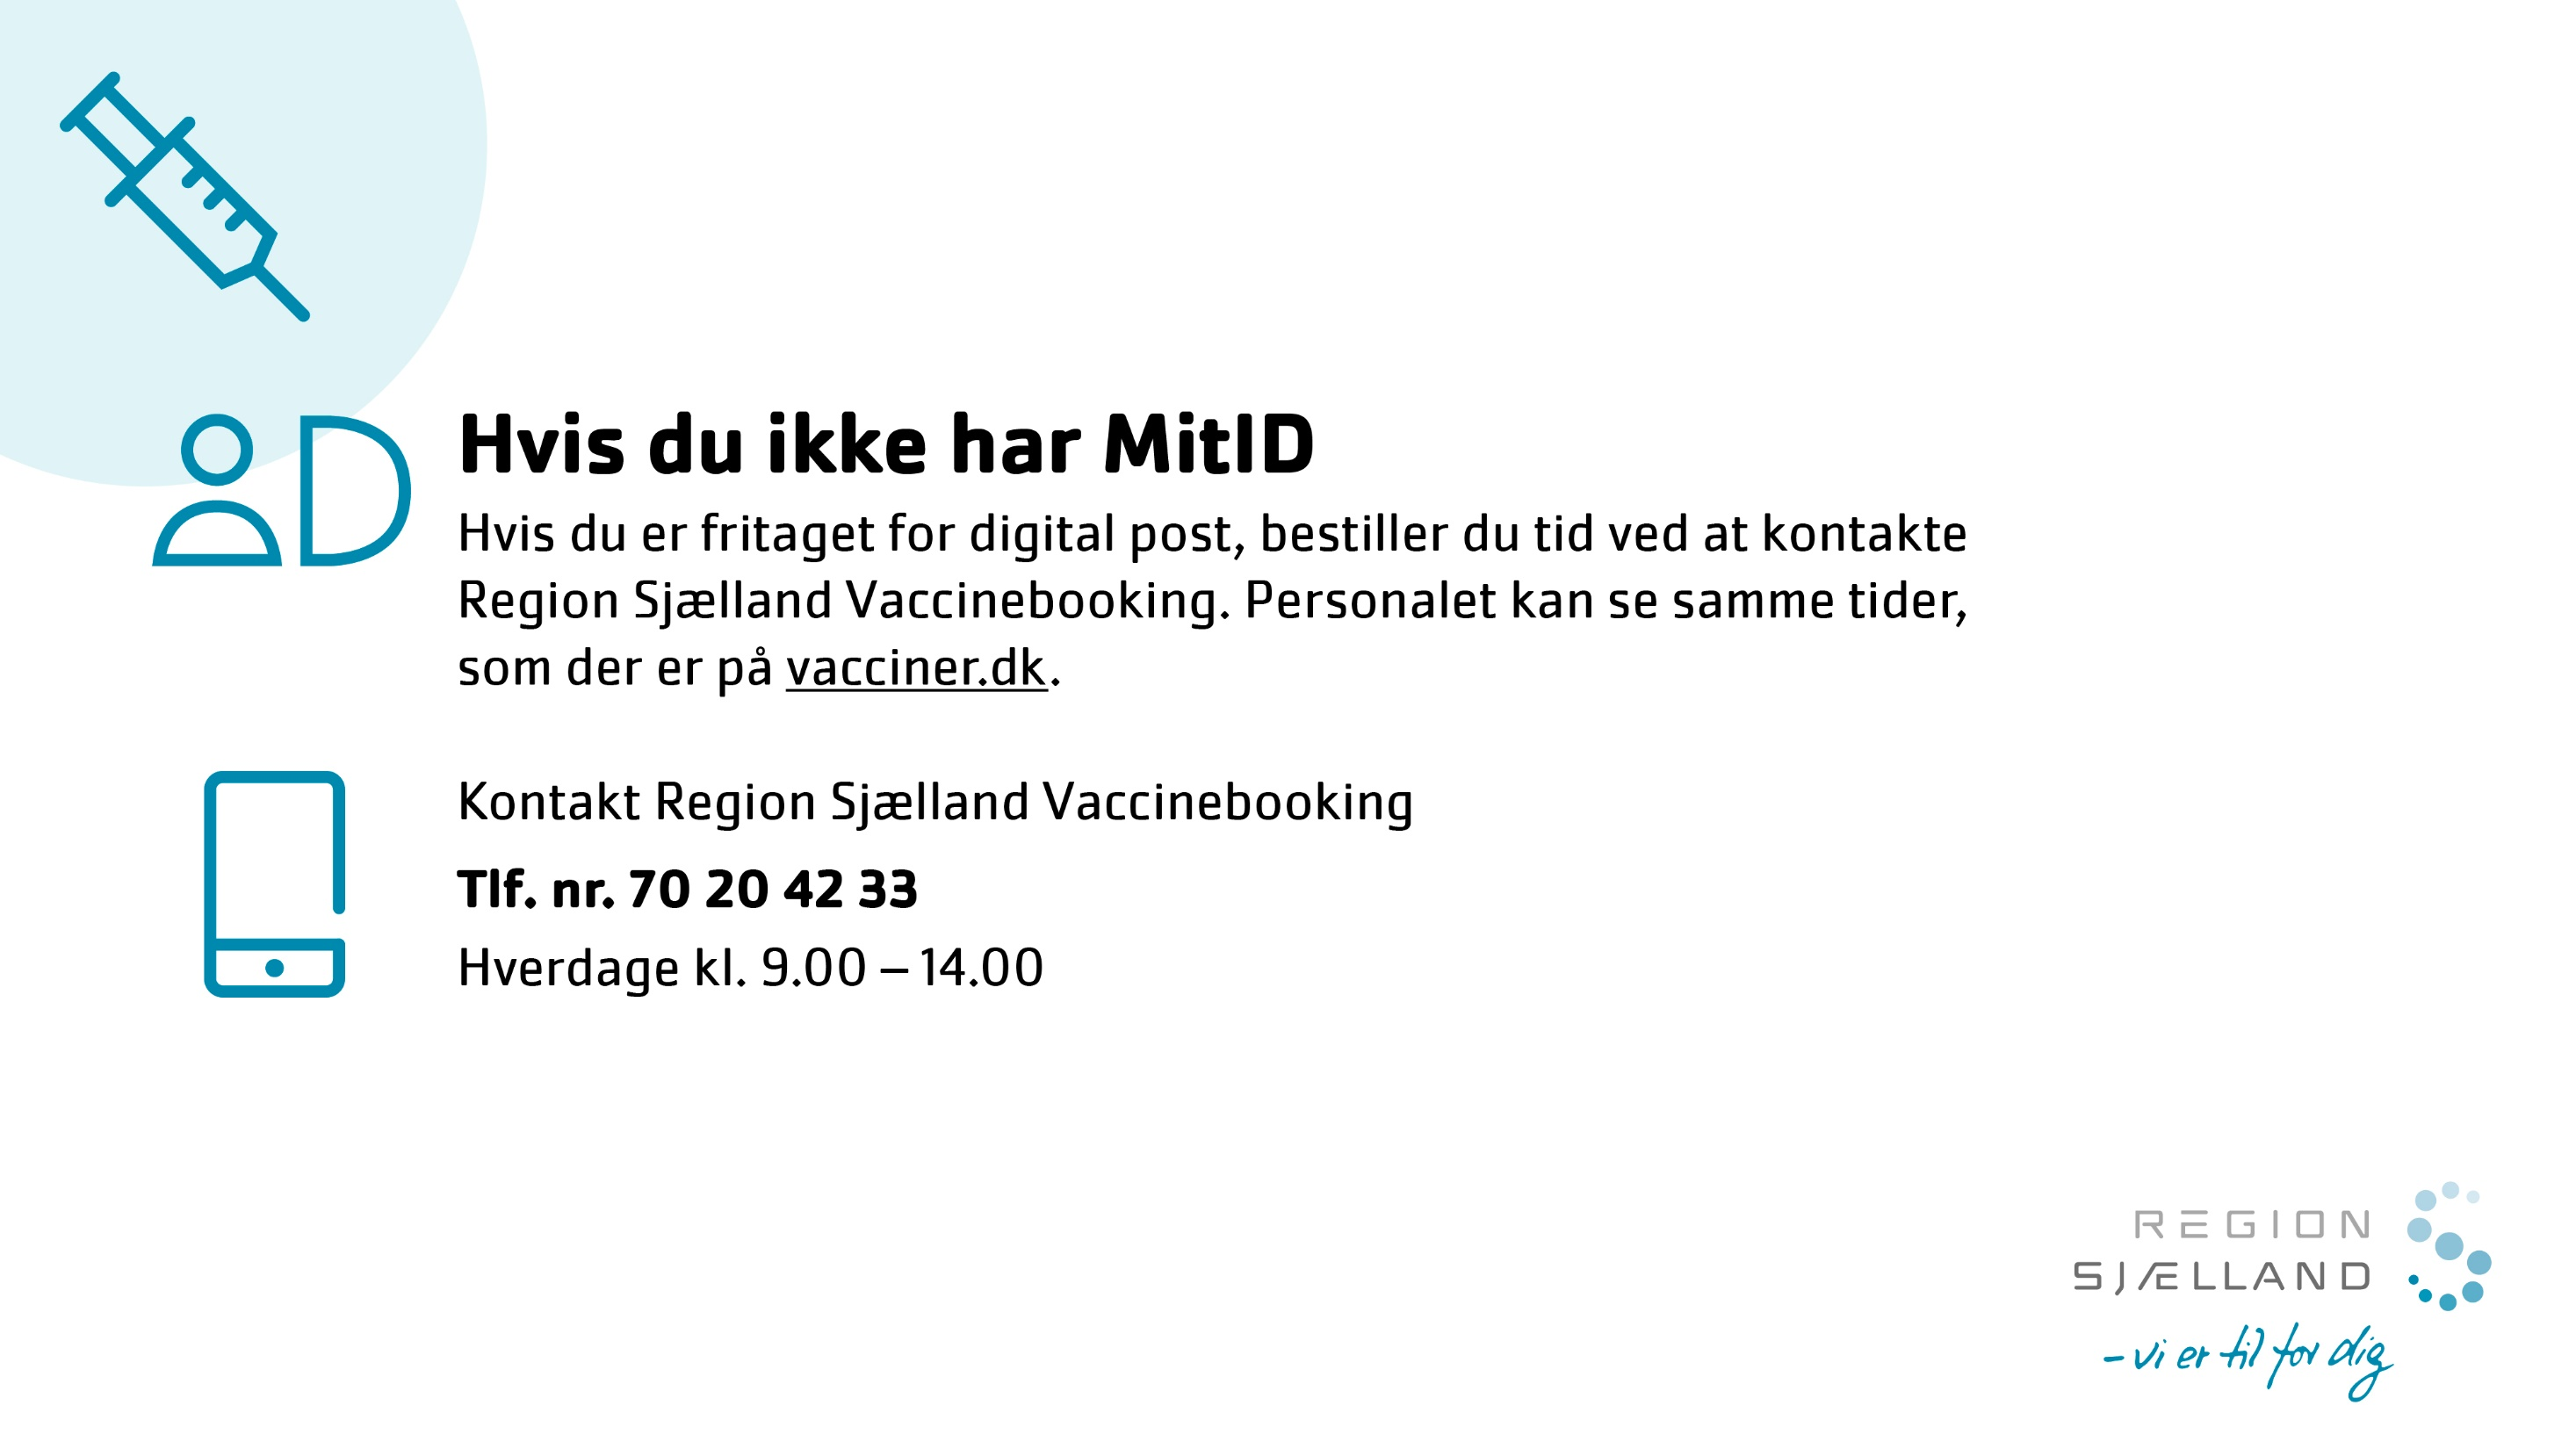 Hvis du ikke har MitID
Hvis du er fritaget for digital post, bestiller du tid ved at kontakte
Region Sjælland Vaccinebooking. Personalet kan se samme tider,
som der er på vacciner.dk.
Kontakt Region Sjælland Vaccinebooking
Tlf. nr. 70 20 42 33
Hverdage kl. 9.00 – 14.00
REGION
SJÆLLAND
- vi er til for dig